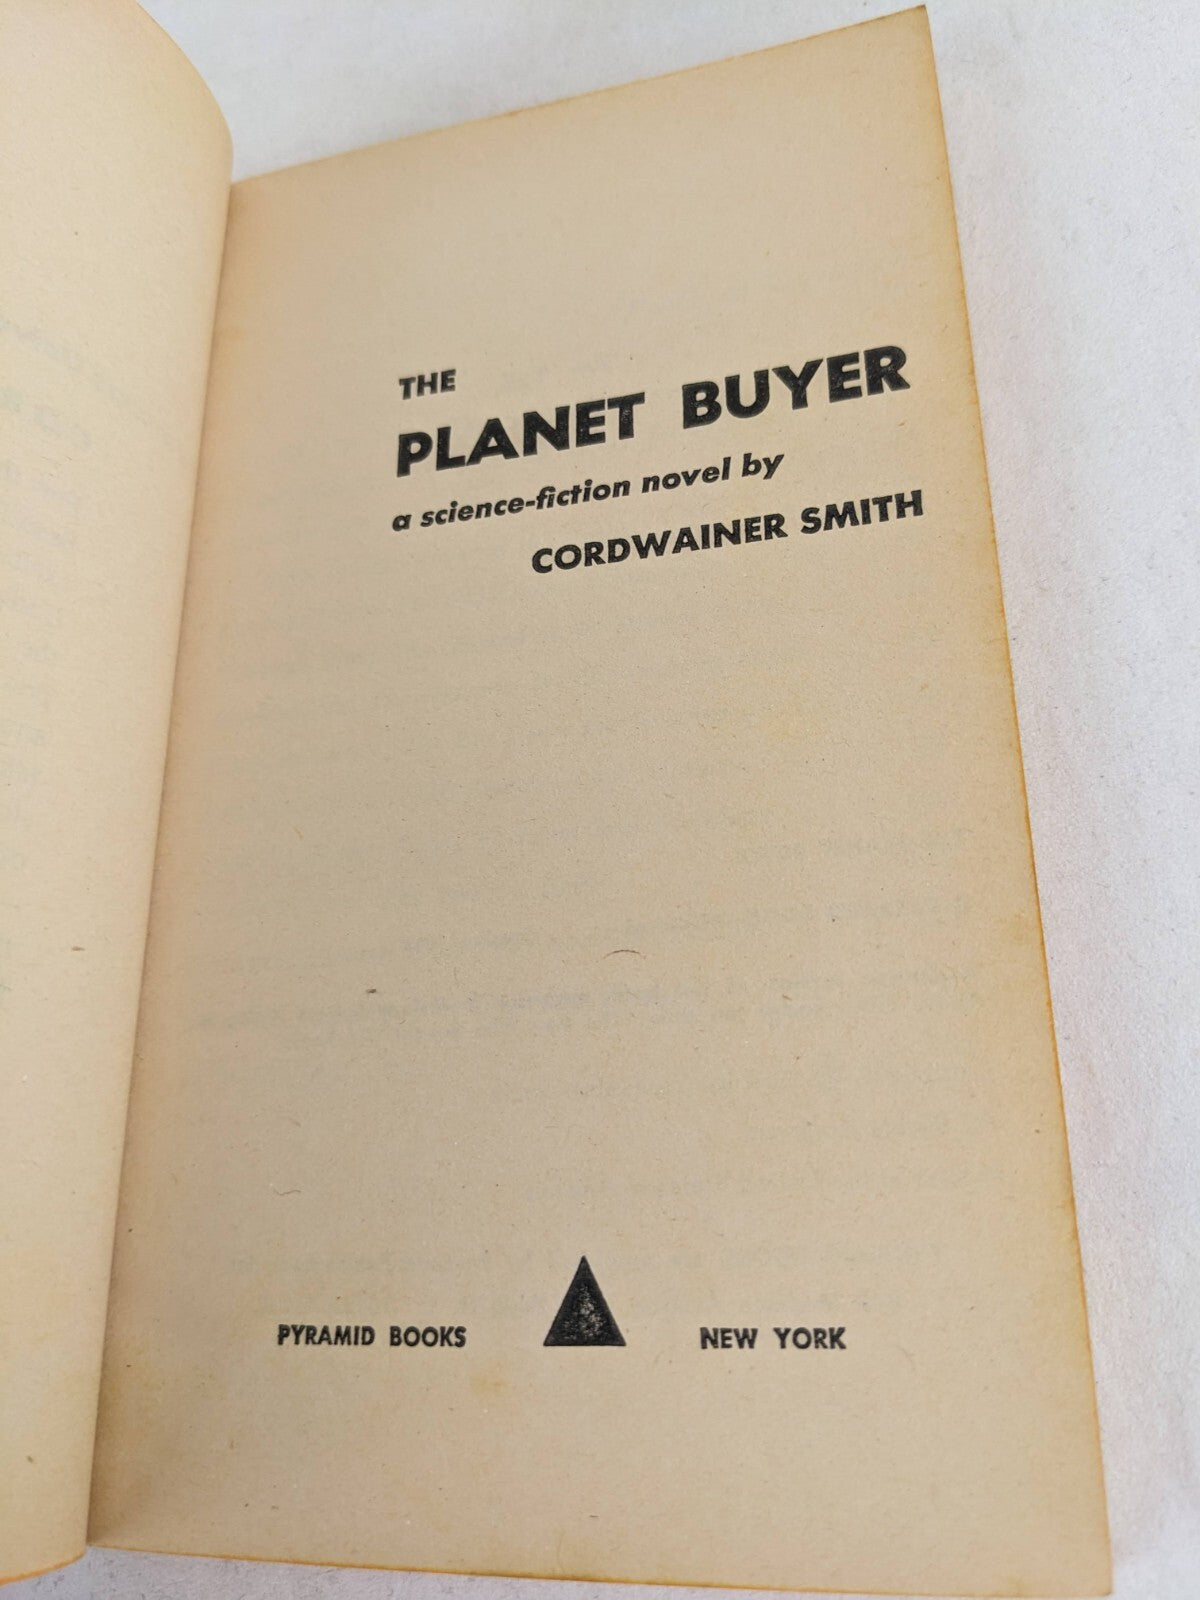 THE
PLANET BUYER
a science-fiction novel by
CORDWAINER SMITH
PYRAMID BOOKS NEW YORK